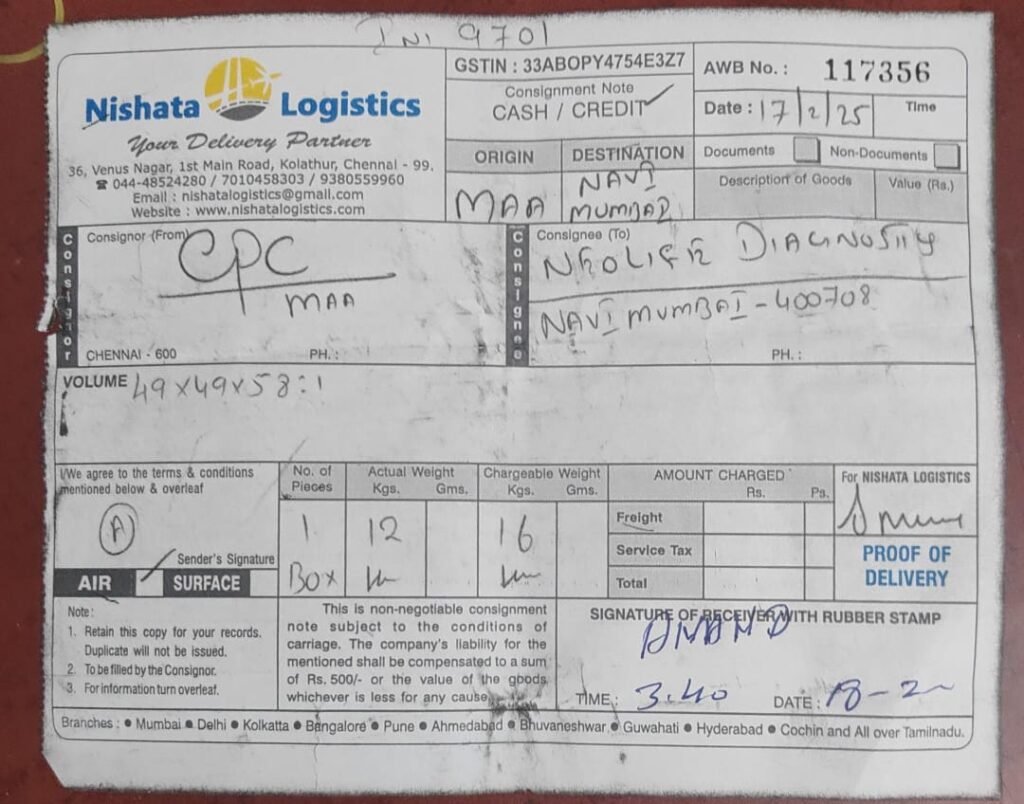 INI 9701
Nishata Logistics
Your Delivery Partner
36, Venus Nagar, 1st Main Road, Kolathur, Chennai - 99.
☎ 044-48524280 / 7010458303 / 9380559960
Email : nishatalogistics@gmail.com
Website : www.nishatalogistics.com
GSTIN : 33ABOPY4754E3Z7
Consignment Note
CASH / CREDIT ✓
AWB No. : 117356
Date : 17/2/25 Time
ORIGIN DESTINATION
MAA NAVI
MUMBAI
Documents Non-Documents
Description of Goods Value (Rs.)
Consignor
Consignor (From)
CPC
MAA
CHENNAI - 600 PH. :
Consignee
Consignee (To)
NEOLIFE DIAGNOSTIC
NAVI MUMBAI - 400708
PH. :
VOLUME 49 x 49 x 58 : 1
I/We agree to the terms & conditions
mentioned below & overleaf
A
Sender's Signature
AIR SURFACE
No. of
Pieces
1
Box
Actual Weight
Kgs. Gms.
12
Chargeable Weight
Kgs. Gms.
16
AMOUNT CHARGED
Rs. Ps.
Freight
Service Tax
Total
For NISHATA LOGISTICS
PROOF OF
DELIVERY
Note :
1. Retain this copy for your records.
Duplicate will not be issued.
2. To be filled by the Consignor.
3. For information turn overleaf.
This is non-negotiable consignment
note subject to the conditions of
carriage. The company's liability for the
mentioned shall be compensated to a sum
of Rs. 500/- or the value of the goods
whichever is less for any cause
SIGNATURE OF RECEIVER WITH RUBBER STAMP
TIME : 3.40 DATE : 18-2
Branches : ● Mumbai ● Delhi ● Kolkatta ● Bangalore ● Pune ● Ahmedabad ● Bhuvaneshwar ● Guwahati ● Hyderabad ● Cochin and All over Tamilnadu.